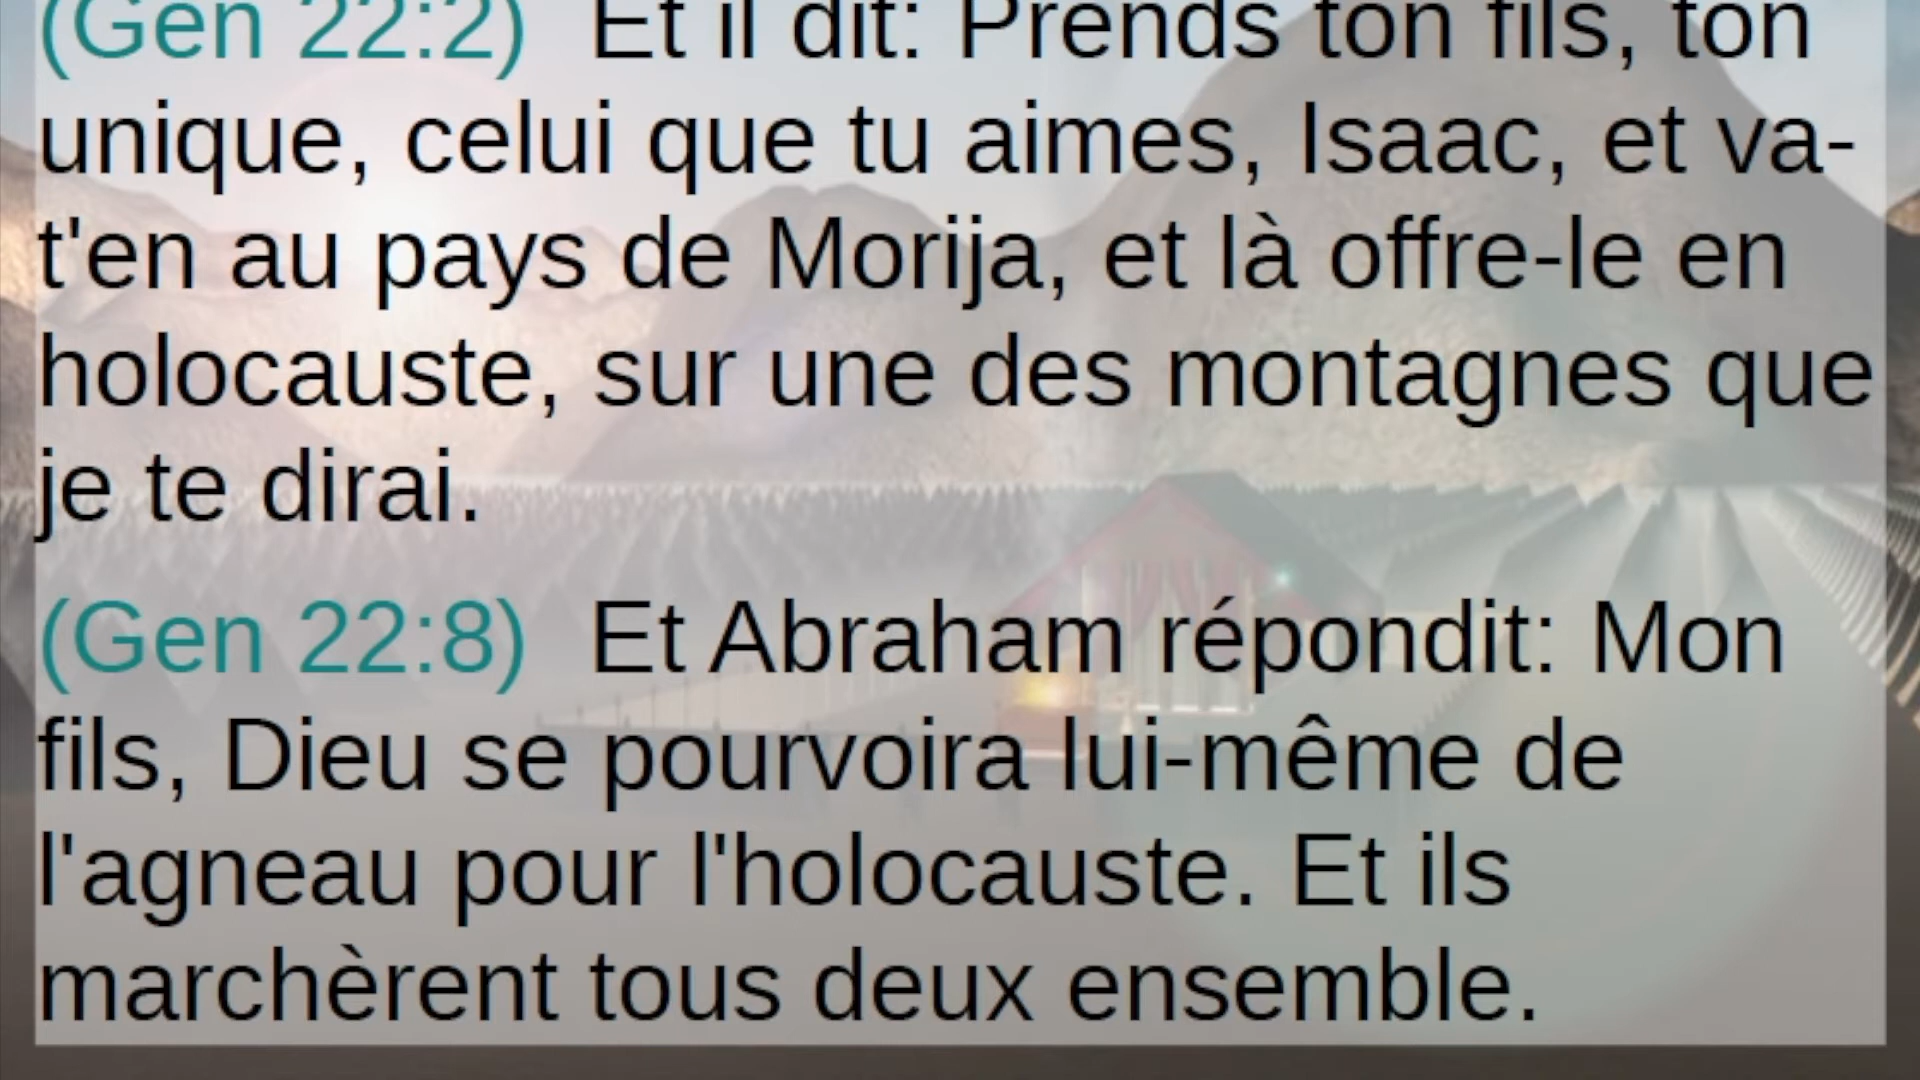 (Gen 22:2) Et il dit: Prends ton fils, ton
unique, celui que tu aimes, Isaac, et va-
t'en au pays de Morija, et là offre-le en
holocauste, sur une des montagnes que
je te dirai.
(Gen 22:8) Et Abraham répondit: Mon
fils, Dieu se pourvoira lui-même de
l'agneau pour l'holocauste. Et ils
marchèrent tous deux ensemble.